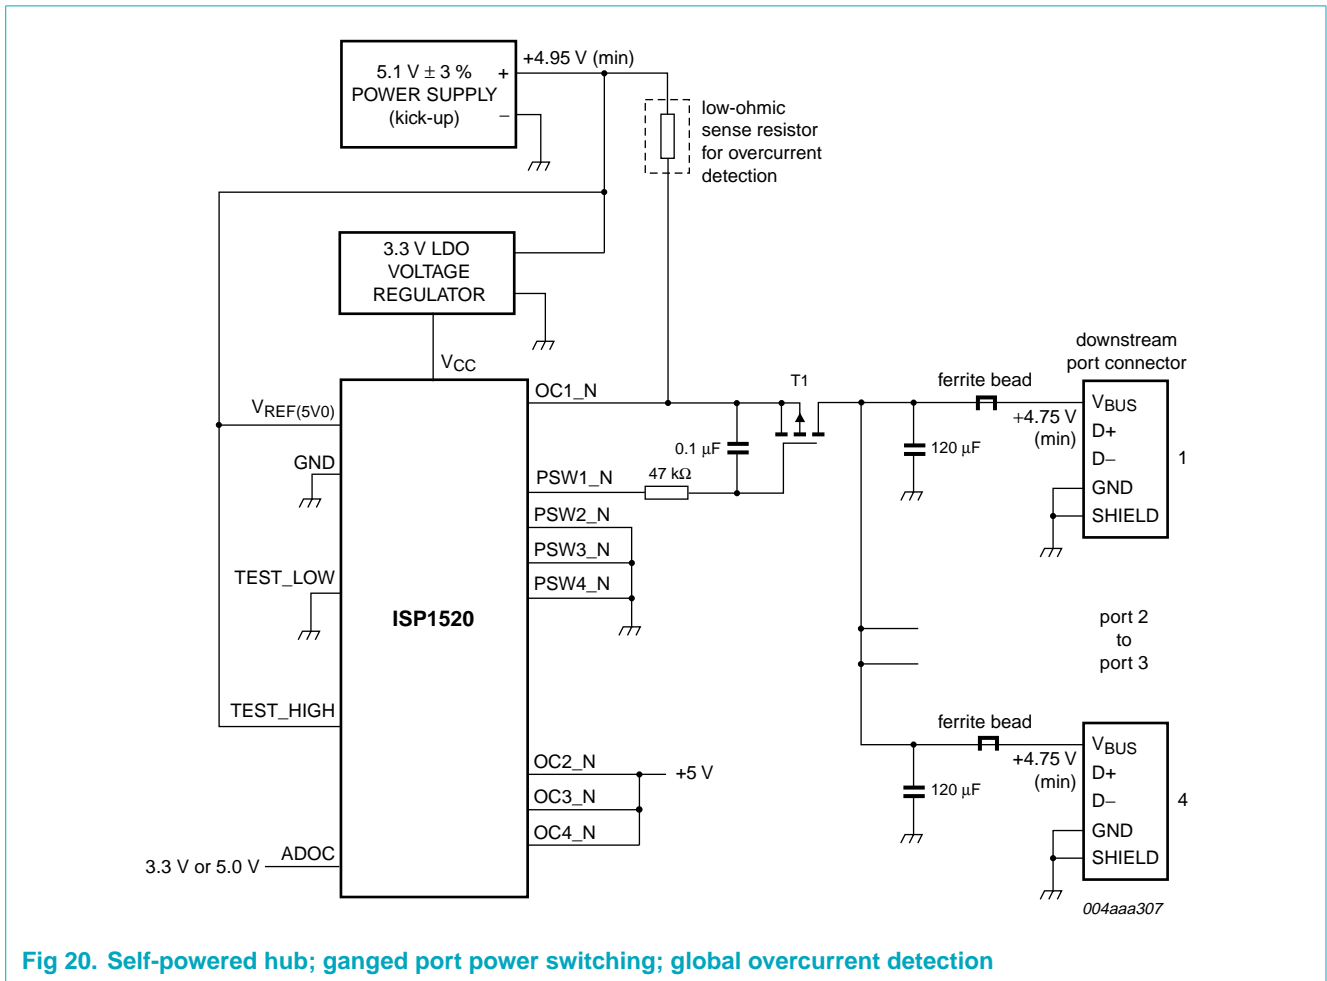 5.1 V ± 3 %
POWER SUPPLY
(kick-up)
+
−
+4.95 V (min)
low-ohmic
sense resistor
for overcurrent
detection
3.3 V LDO
VOLTAGE
REGULATOR
VCC
VREF(5V0)
GND
TEST_LOW
TEST_HIGH
3.3 V or 5.0 V
ADOC
ISP1520
OC1_N
PSW1_N
PSW2_N
PSW3_N
PSW4_N
OC2_N
OC3_N
OC4_N
+5 V
0.1 μF
47 kΩ
T1
120 μF
ferrite bead
+4.75 V
(min)
downstream
port connector
VBUS
D+
D−
GND
SHIELD
1
port 2
to
port 3
120 μF
ferrite bead
+4.75 V
(min)
VBUS
D+
D−
GND
SHIELD
4
004aaa307
Fig 20. Self-powered hub; ganged port power switching; global overcurrent detection